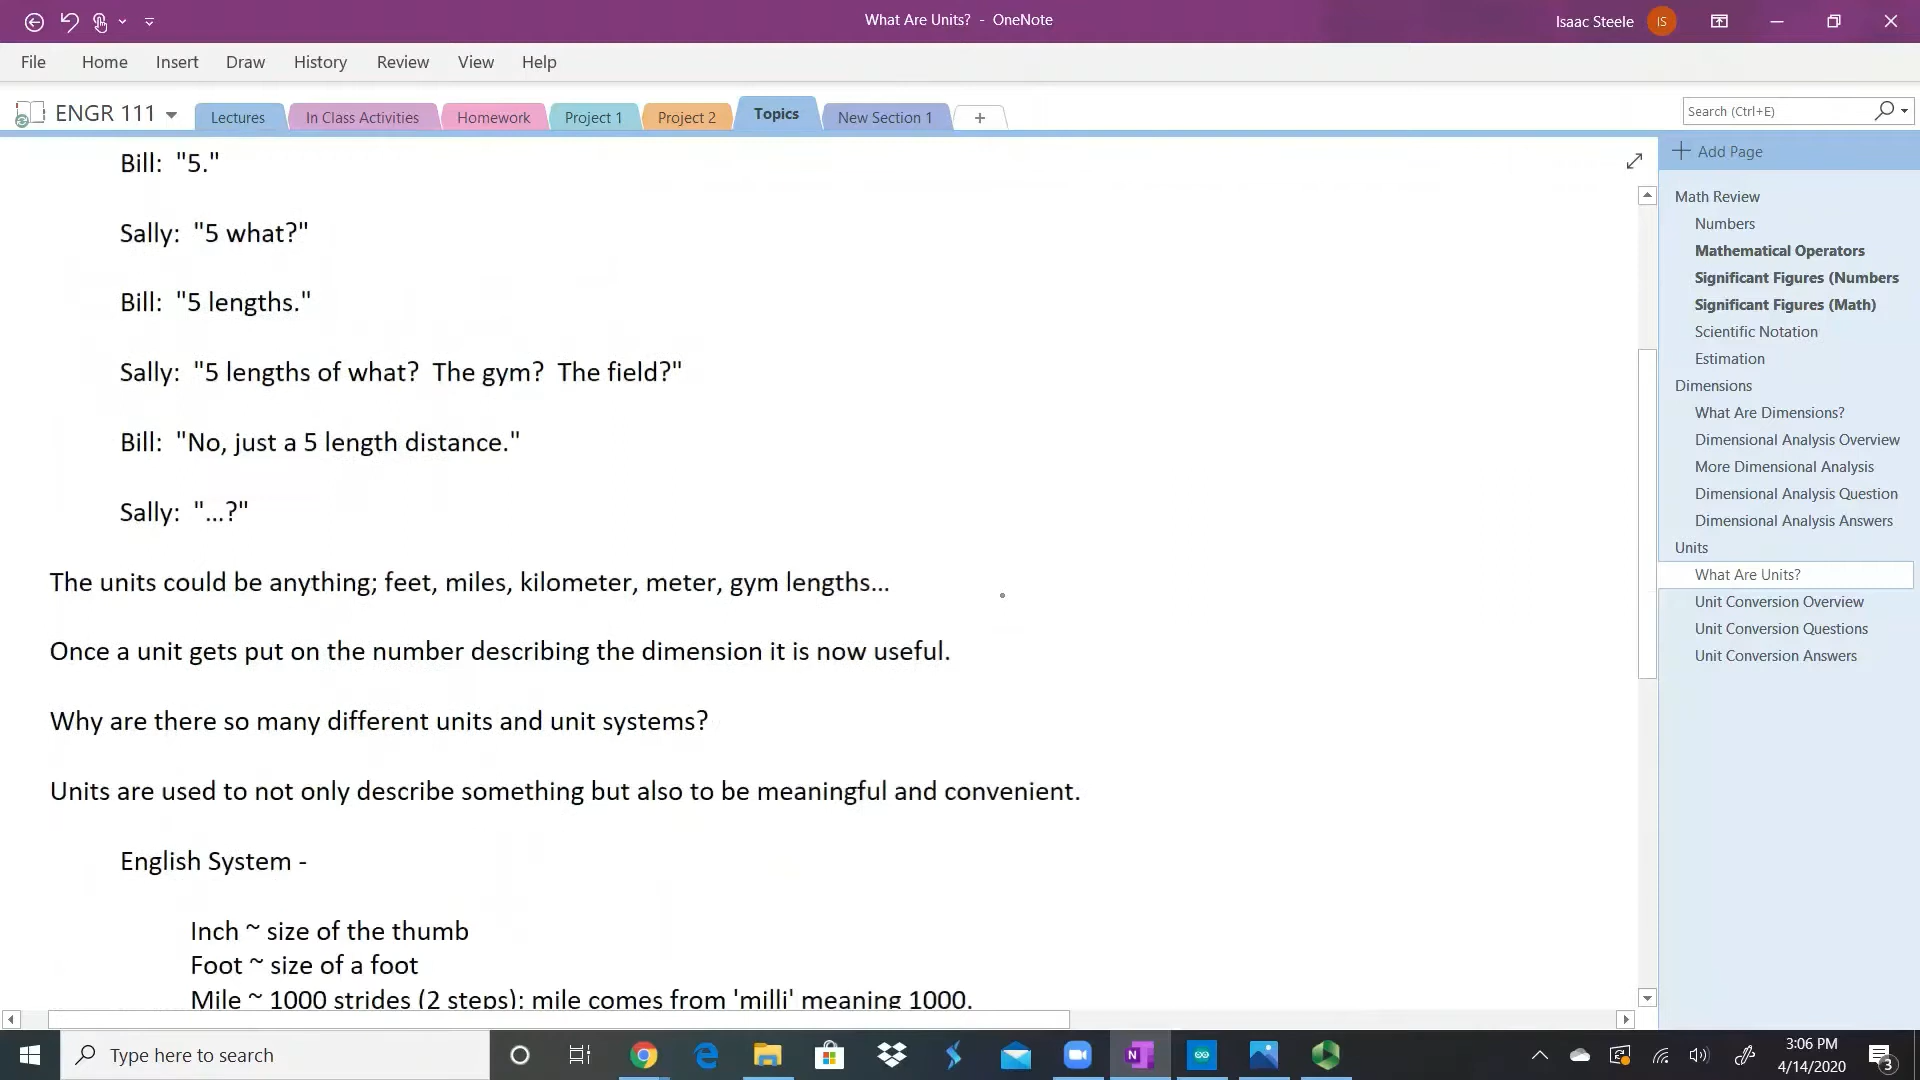 What Are Units? - OneNote
Isaac Steele
IS
File Home Insert Draw History Review View Help
ENGR 111
Lectures In Class Activities Homework Project 1 Project 2 Topics New Section 1 +
Search (Ctrl+E)
Bill:  "5."
Sally:  "5 what?"
Bill:  "5 lengths."
Sally:  "5 lengths of what?  The gym?  The field?"
Bill:  "No, just a 5 length distance."
Sally:  "...?"
The units could be anything; feet, miles, kilometer, meter, gym lengths...
Once a unit gets put on the number describing the dimension it is now useful.
Why are there so many different units and unit systems?
Units are used to not only describe something but also to be meaningful and convenient.
English System -
Inch ~ size of the thumb
Foot ~ size of a foot
Mile ~ 1000 strides (2 steps); mile comes from 'milli' meaning 1000.
Add Page
Math Review
Numbers
Mathematical Operators
Significant Figures (Numbers
Significant Figures (Math)
Scientific Notation
Estimation
Dimensions
What Are Dimensions?
Dimensional Analysis Overview
More Dimensional Analysis
Dimensional Analysis Question
Dimensional Analysis Answers
Units
What Are Units?
Unit Conversion Overview
Unit Conversion Questions
Unit Conversion Answers
Type here to search
N
3:06 PM
4/14/2020
3